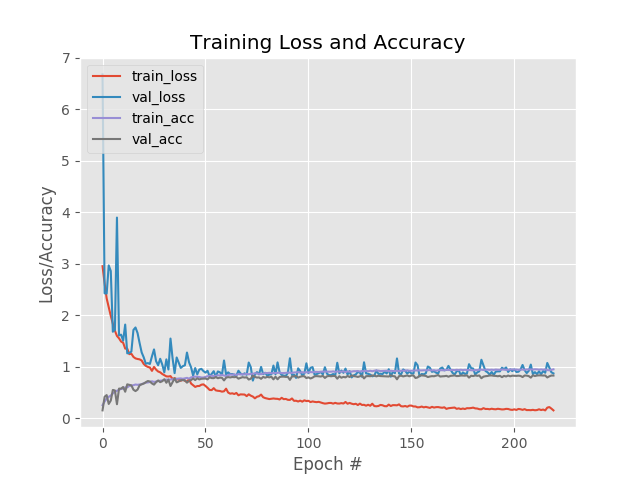 Training Loss and Accuracy
train_loss
val_loss
train_acc
val_acc
Loss/Accuracy
7
6
5
4
3
2
1
0
0
50
100
150
200
Epoch #